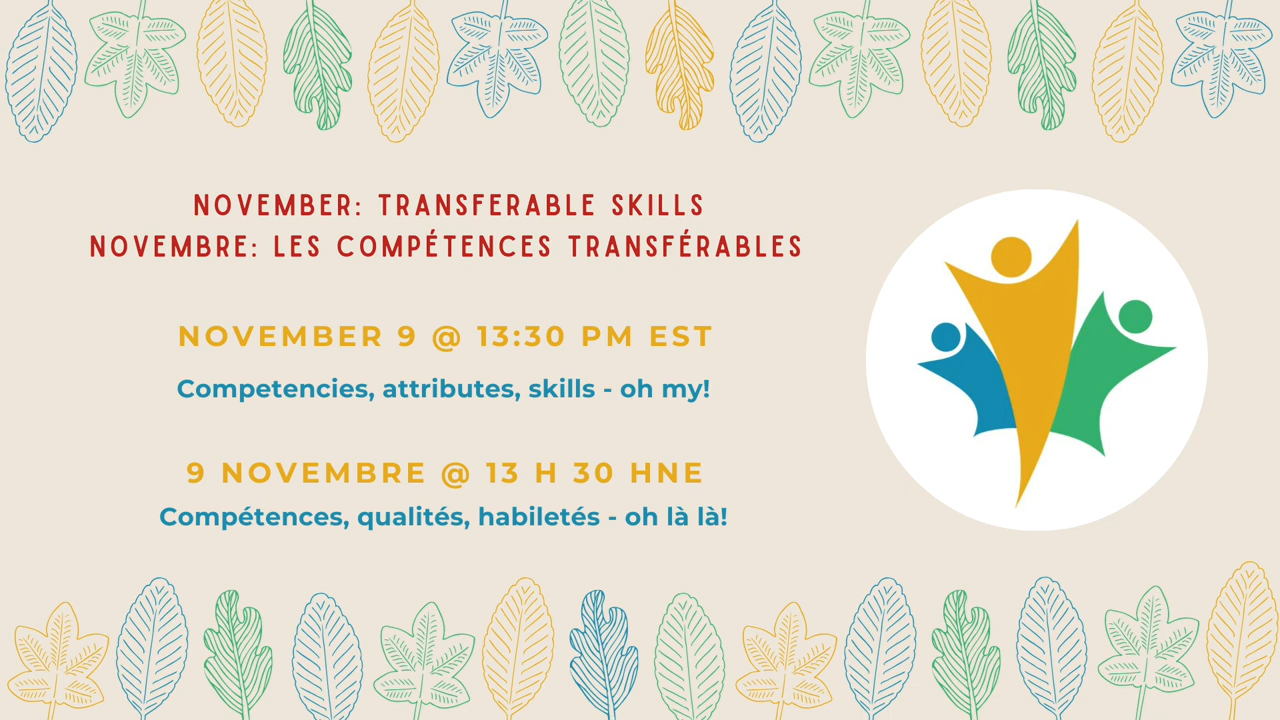 NOVEMBER: TRANSFERABLE SKILLS
NOVEMBRE: LES COMPÉTENCES TRANSFÉRABLES
NOVEMBER 9 @ 13:30 PM EST
Competencies, attributes, skills - oh my!
9 NOVEMBRE @ 13 H 30 HNE
Compétences, qualités, habiletés - oh là là!